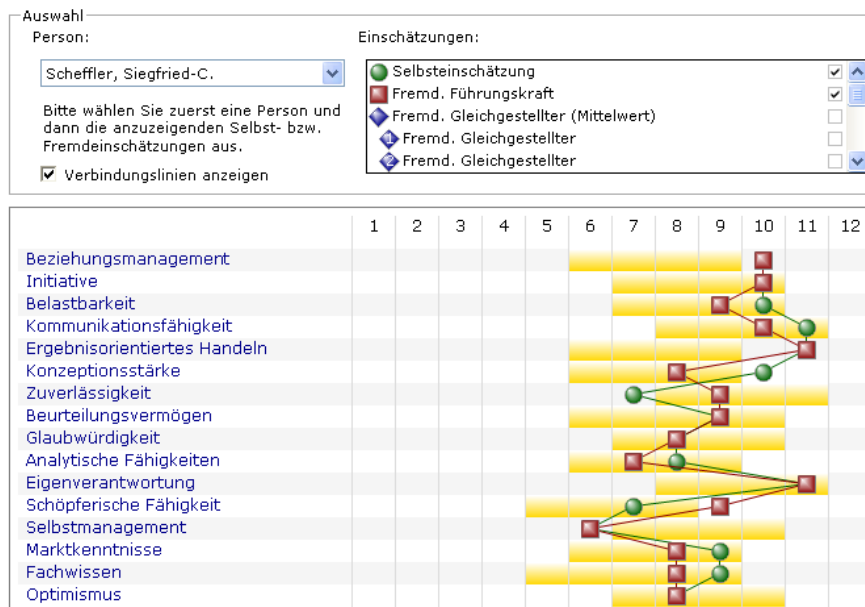 Auswahl
Person:
Einschätzungen:
Scheffler, Siegfried-C.
Bitte wählen Sie zuerst eine Person und
dann die anzuzeigenden Selbst- bzw.
Fremdeinschätzungen aus.
Verbindungslinien anzeigen
Selbsteinschätzung
Fremd. Führungskraft
Fremd. Gleichgestellter (Mittelwert)
1 Fremd. Gleichgestellter
2 Fremd. Gleichgestellter
1 2 3 4 5 6 7 8 9 10 11 12
Beziehungsmanagement
Initiative
Belastbarkeit
Kommunikationsfähigkeit
Ergebnisorientiertes Handeln
Konzeptionsstärke
Zuverlässigkeit
Beurteilungsvermögen
Glaubwürdigkeit
Analytische Fähigkeiten
Eigenverantwortung
Schöpferische Fähigkeit
Selbstmanagement
Marktkenntnisse
Fachwissen
Optimismus